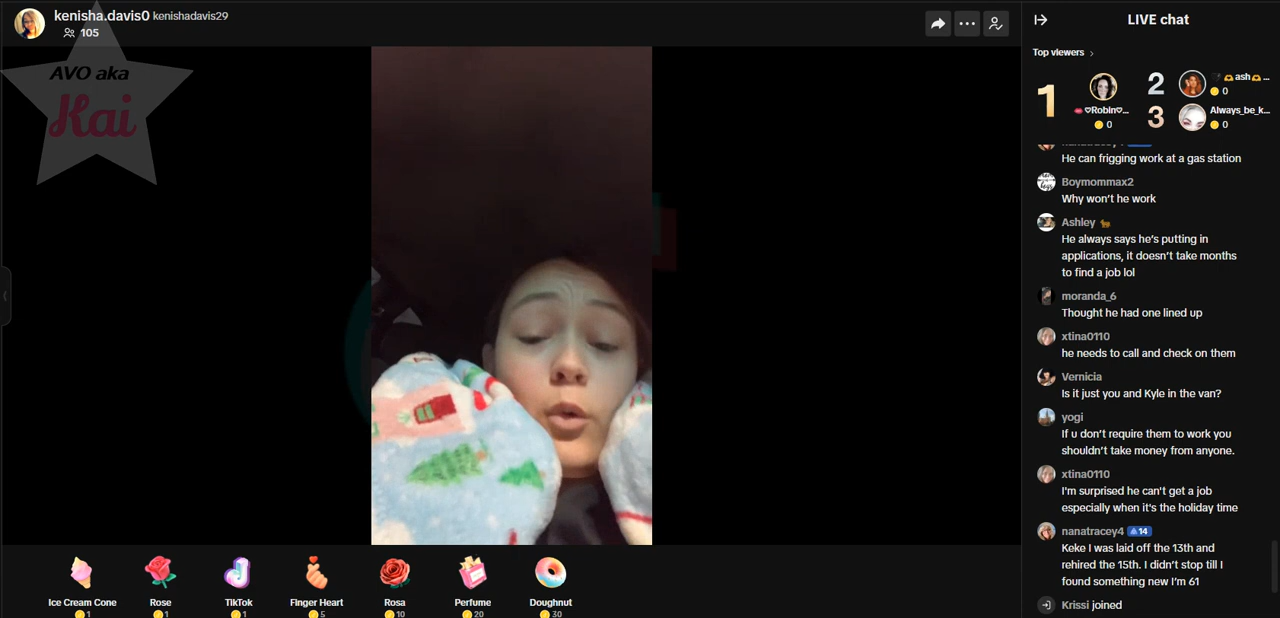 kenisha.davis0 kenishadavis29
105
AVO aka
Kai
LIVE chat
Top viewers
1
♡Robin♡...
0
2
ash ...
0
3
Always_be_k...
0
He can frigging work at a gas station
Boymommax2
Why won't he work
Ashley
He always says he's putting in
applications, it doesn't take months
to find a job lol
moranda_6
Thought he had one lined up
xtina0110
he needs to call and check on them
Vernicia
Is it just you and Kyle in the van?
yogi
If u don't require them to work you
shouldn't take money from anyone.
xtina0110
I'm surprised he can't get a job
especially when it's the holiday time
nanatracey4 14
Keke I was laid off the 13th and
rehired the 15th. I didn't stop till I
found something new I'm 61
Krissi joined
Ice Cream Cone
1
Rose
1
TikTok
1
Finger Heart
5
Rosa
10
Perfume
20
Doughnut
30